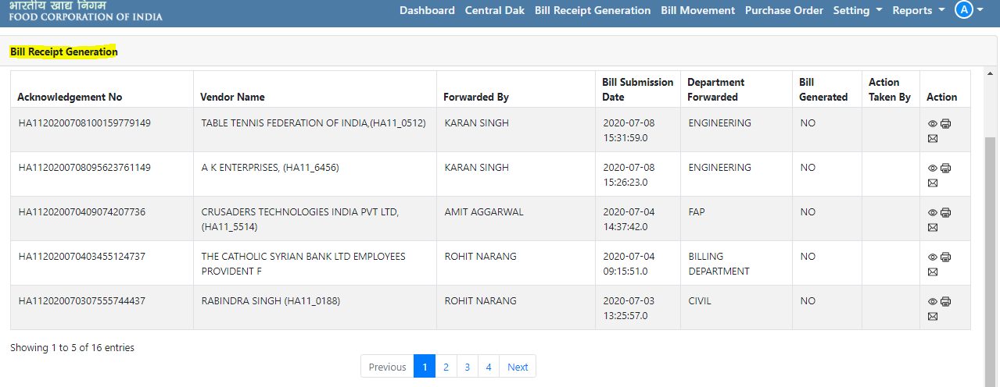 भारतीय खाद्य निगम
FOOD CORPORATION OF INDIA
Dashboard Central Dak Bill Receipt Generation Bill Movement Purchase Order Setting Reports A
Bill Receipt Generation
Acknowledgement No Vendor Name Forwarded By Bill Submission Date Department Forwarded Bill Generated Action Taken By Action
HA1120200708100159779149 TABLE TENNIS FEDERATION OF INDIA,(HA11_0512) KARAN SINGH 2020-07-08 ENGINEERING NO
15:31:59.0
HA1120200708095623761149 A K ENTERPRISES, (HA11_6456) KARAN SINGH 2020-07-08 ENGINEERING NO
15:26:23.0
HA112020070409074207736 CRUSADERS TECHNOLOGIES INDIA PVT LTD, AMIT AGGARWAL 2020-07-04 FAP NO
(HA11_5514) 14:37:42.0
HA112020070403455124737 THE CATHOLIC SYRIAN BANK LTD EMPLOYEES ROHIT NARANG 2020-07-04 BILLING NO
PROVIDENT F 09:15:51.0 DEPARTMENT
HA112020070307555744437 RABINDRA SINGH (HA11_0188) ROHIT NARANG 2020-07-03 CIVIL NO
13:25:57.0
Showing 1 to 5 of 16 entries
Previous 1 2 3 4 Next